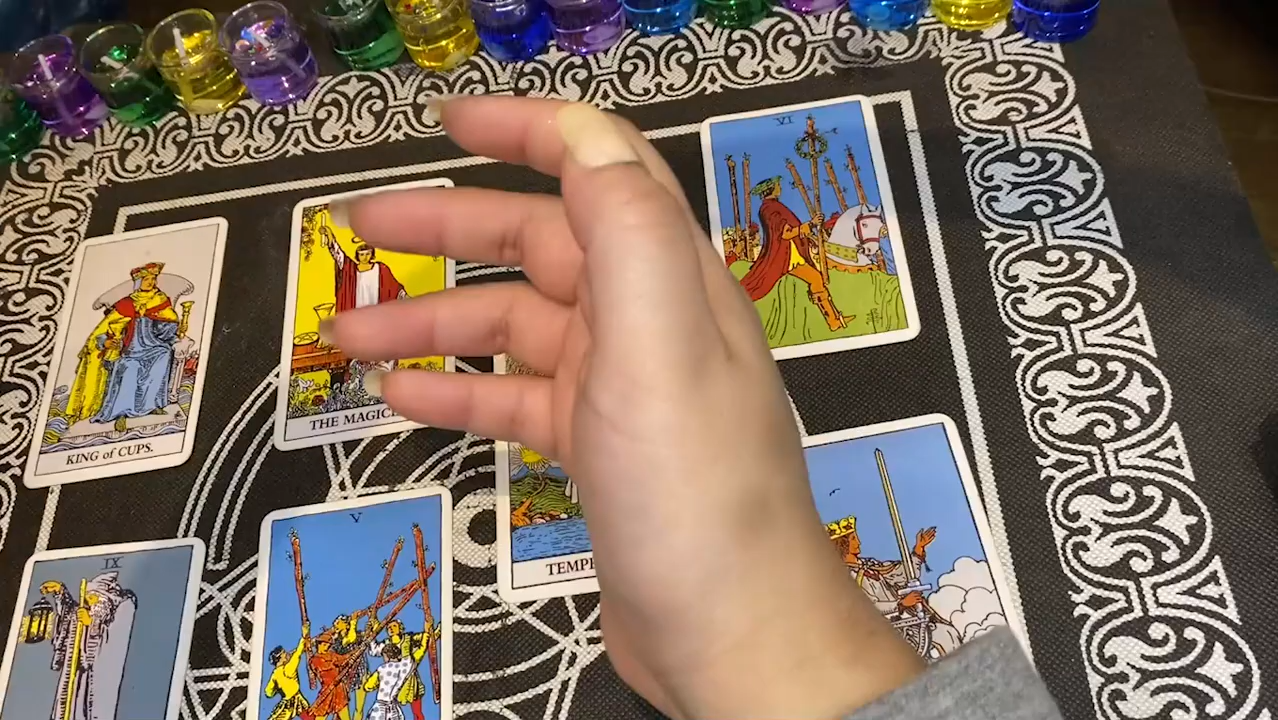 VI
KING of CUPS.
THE MAGIC
TEMPE
IX
V